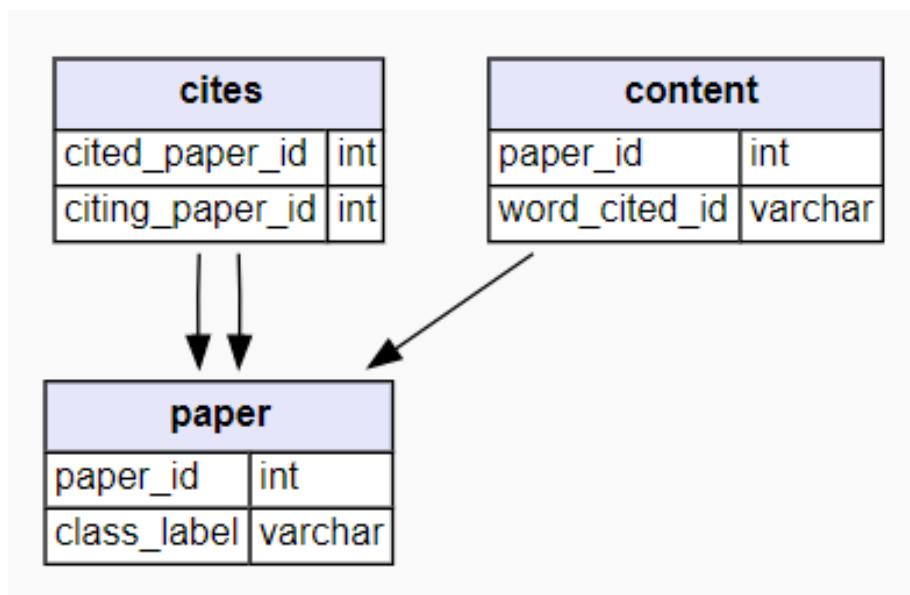 cites
cited_paper_id int
citing_paper_id int
content
paper_id int
word_cited_id varchar
paper
paper_id int
class_label varchar